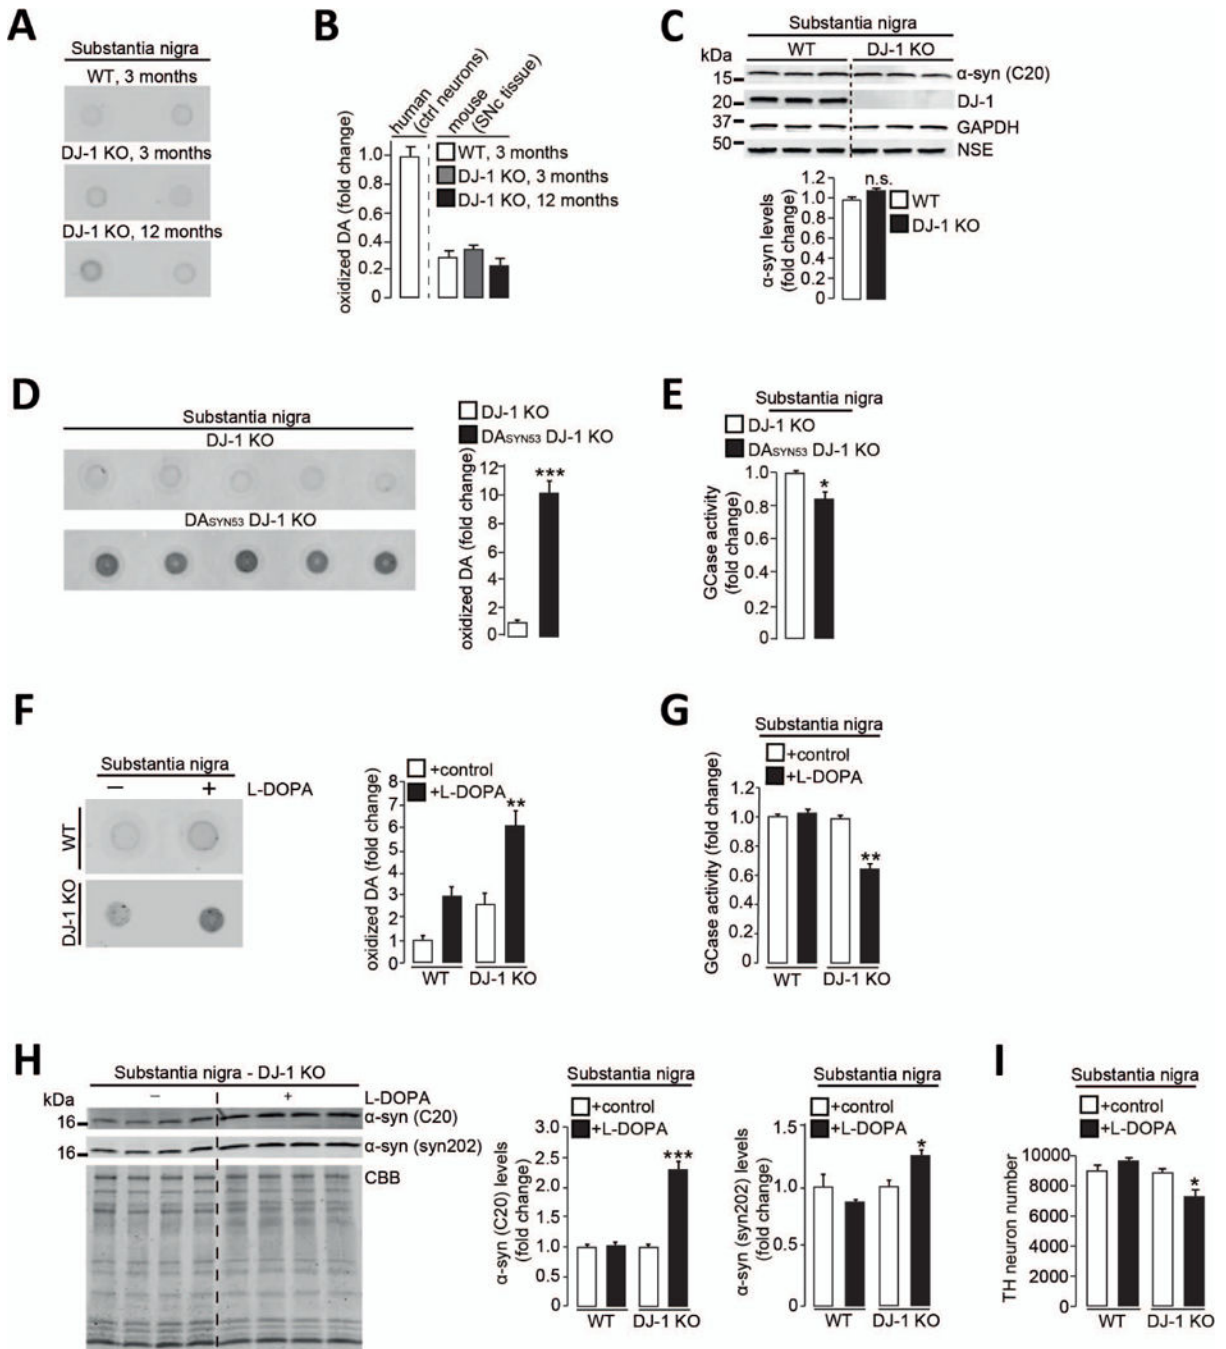 A
Substantia nigra
WT, 3 months
DJ-1 KO, 3 months
DJ-1 KO, 12 months
B
human
(ctrl neurons)
mouse
(SNc tissue)
WT, 3 months
DJ-1 KO, 3 months
DJ-1 KO, 12 months
oxidized DA (fold change)
1.0
0.8
0.6
0.4
0.2
0
C
Substantia nigra
kDa
WT
DJ-1 KO
15
α-syn (C20)
20
DJ-1
37
GAPDH
50
NSE
α-syn levels
(fold change)
1.2
1.0
0.8
0.6
0.4
0.2
0
n.s.
WT
DJ-1 KO
D
Substantia nigra
DJ-1 KO
DASYN53 DJ-1 KO
DJ-1 KO
DASYN53 DJ-1 KO
oxidized DA (fold change)
12
10
8
6
4
2
0
***
E
Substantia nigra
DJ-1 KO
DASYN53 DJ-1 KO
GCase activity
(fold change)
1.0
0.8
0.6
0.4
0.2
0
*
F
Substantia nigra
– + L-DOPA
WT
DJ-1 KO
+control
+L-DOPA
oxidized DA (fold change)
8
7
6
5
4
3
2
1
0
**
WT DJ-1 KO
G
Substantia nigra
+control
+L-DOPA
GCase activity (fold change)
1.2
1.0
0.8
0.6
0.4
0.2
0
**
WT DJ-1 KO
H
Substantia nigra - DJ-1 KO
kDa
– + L-DOPA
16
α-syn (C20)
16
α-syn (syn202)
CBB
Substantia nigra
+control
+L-DOPA
α-syn (C20) levels
(fold change)
3.0
2.5
2.0
1.5
1.0
0.5
0
***
WT DJ-1 KO
Substantia nigra
+control
+L-DOPA
α-syn (syn202) levels
(fold change)
1.5
1.0
0.5
0
*
WT DJ-1 KO
I
Substantia nigra
+control
+L-DOPA
TH neuron number
10000
8000
6000
4000
2000
0
*
WT DJ-1 KO